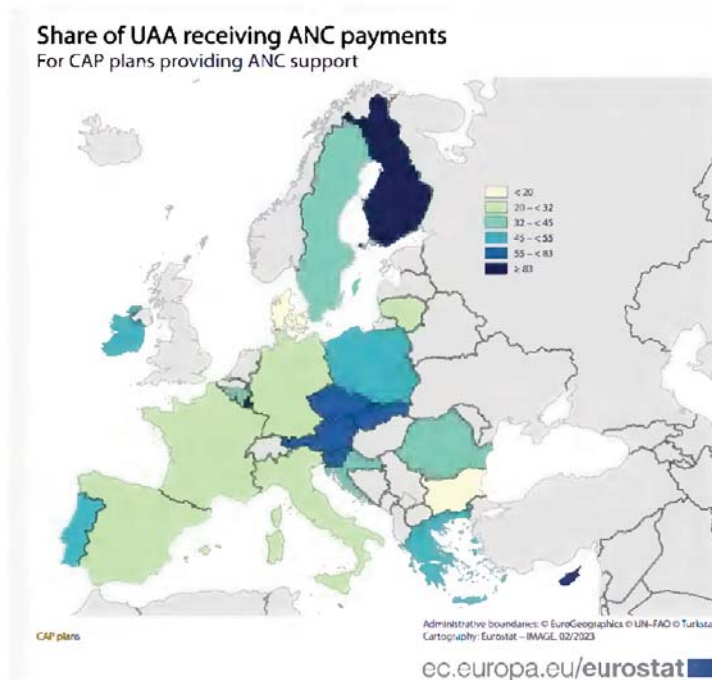 Share of UAA receiving ANC payments
For CAP plans providing ANC support
< 20
20 – < 32
32 – < 45
45 – < 55
55 – < 83
≥ 83
Administrative boundaries: © EuroGeographics © UN–FAO © Turksta
Cartography: Eurostat – IMAGE, 02/2023
CAP plans
ec.europa.eu/eurostat